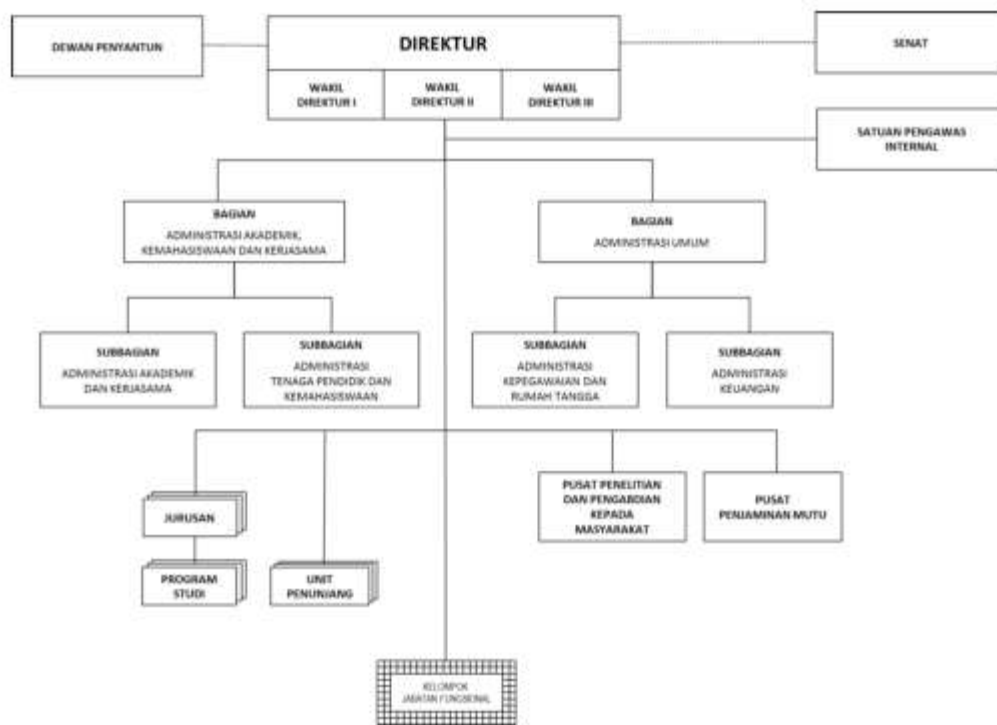 DEWAN PENYANTUN
DIREKTUR
SENAT
WAKIL
DIREKTUR I
WAKIL
DIREKTUR II
WAKIL
DIREKTUR III
SATUAN PENGAWAS
INTERNAL
BAGIAN
ADMINISTRASI AKADEMIK,
KEMAHASISWAAN DAN KERJASAMA
BAGIAN
ADMINISTRASI UMUM
SUBBAGIAN
ADMINISTRASI AKADEMIK
DAN KERJASAMA
SUBBAGIAN
ADMINISTRASI
TENAGA PENDIDIK DAN
KEMAHASISWAAN
SUBBAGIAN
ADMINISTRASI
KEPEGAWAIAN DAN
RUMAH TANGGA
SUBBAGIAN
ADMINISTRASI
KEUANGAN
JURUSAN
PROGRAM
STUDI
UNIT
PENUNJANG
PUSAT PENELITIAN
DAN PENGABDIAN
KEPADA
MASYARAKAT
PUSAT
PENJAMINAN MUTU
KELOMPOK
JABATAN FUNGSIONAL